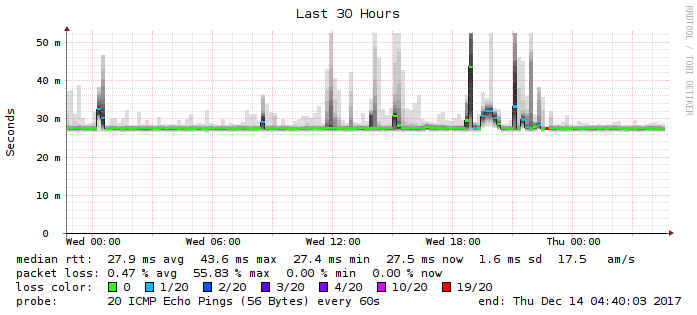 Last 30 Hours
RRDTOOL / TOBI OETIKER
Seconds
50 m
40 m
30 m
20 m
10 m
0
Wed 00:00 Wed 06:00 Wed 12:00 Wed 18:00 Thu 00:00
median rtt: 27.9 ms avg 43.6 ms max 27.4 ms min 27.5 ms now 1.6 ms sd 17.5 am/s
packet loss: 0.47 % avg 55.83 % max 0.00 % min 0.00 % now
loss color: 0 1/20 2/20 3/20 4/20 10/20 19/20
probe: 20 ICMP Echo Pings (56 Bytes) every 60s end: Thu Dec 14 04:40:03 2017